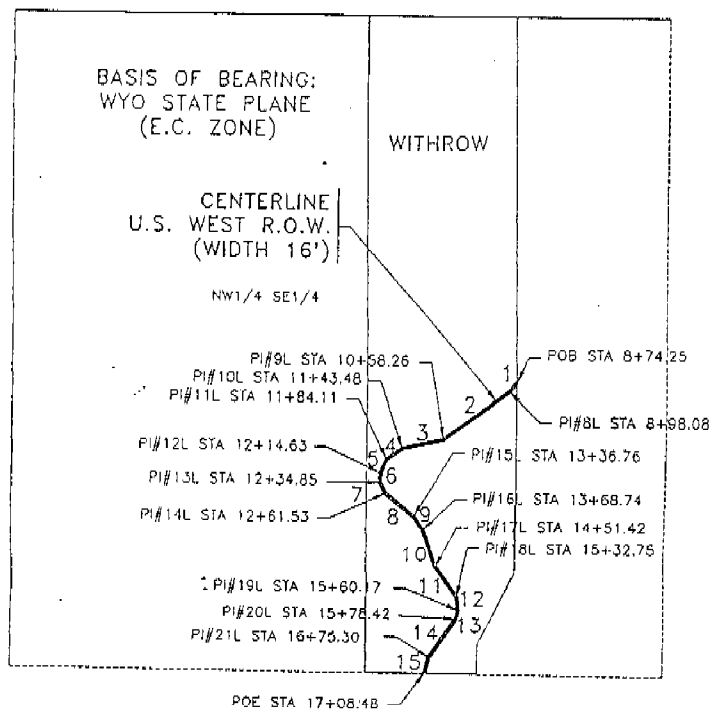 BASIS OF BEARING:
WYO STATE PLANE
(E.C. ZONE)
WITHROW
CENTERLINE
U.S. WEST R.O.W.
(WIDTH 16')
NW1/4 SE1/4
PI#9L STA 10+58.26
PI#10L STA 11+43.48
PI#11L STA 11+84.11
POB STA 8+74.25
PI#8L STA 8+98.08
PI#12L STA 12+14.63
PI#13L STA 12+34.85
PI#14L STA 12+61.53
PI#15L STA 13+36.76
PI#16L STA 13+68.74
PI#17L STA 14+51.42
PI#18L STA 15+32.75
PI#19L STA 15+60.17
PI#20L STA 15+78.42
PI#21L STA 16+75.30
POE STA 17+08.48
1
2
3
4
5
6
7
8
9
10
11
12
13
14
15